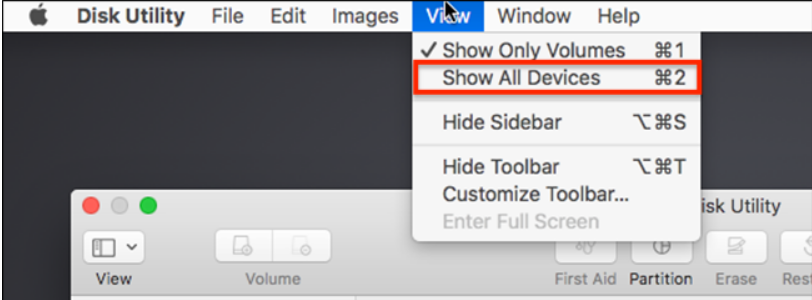 Disk Utility File Edit Images View Window Help
✓ Show Only Volumes ⌘1
Show All Devices ⌘2
Hide Sidebar ⌥⌘S
Hide Toolbar ⌥⌘T
Customize Toolbar...
Enter Full Screen
isk Utility
View Volume First Aid Partition Erase Rest